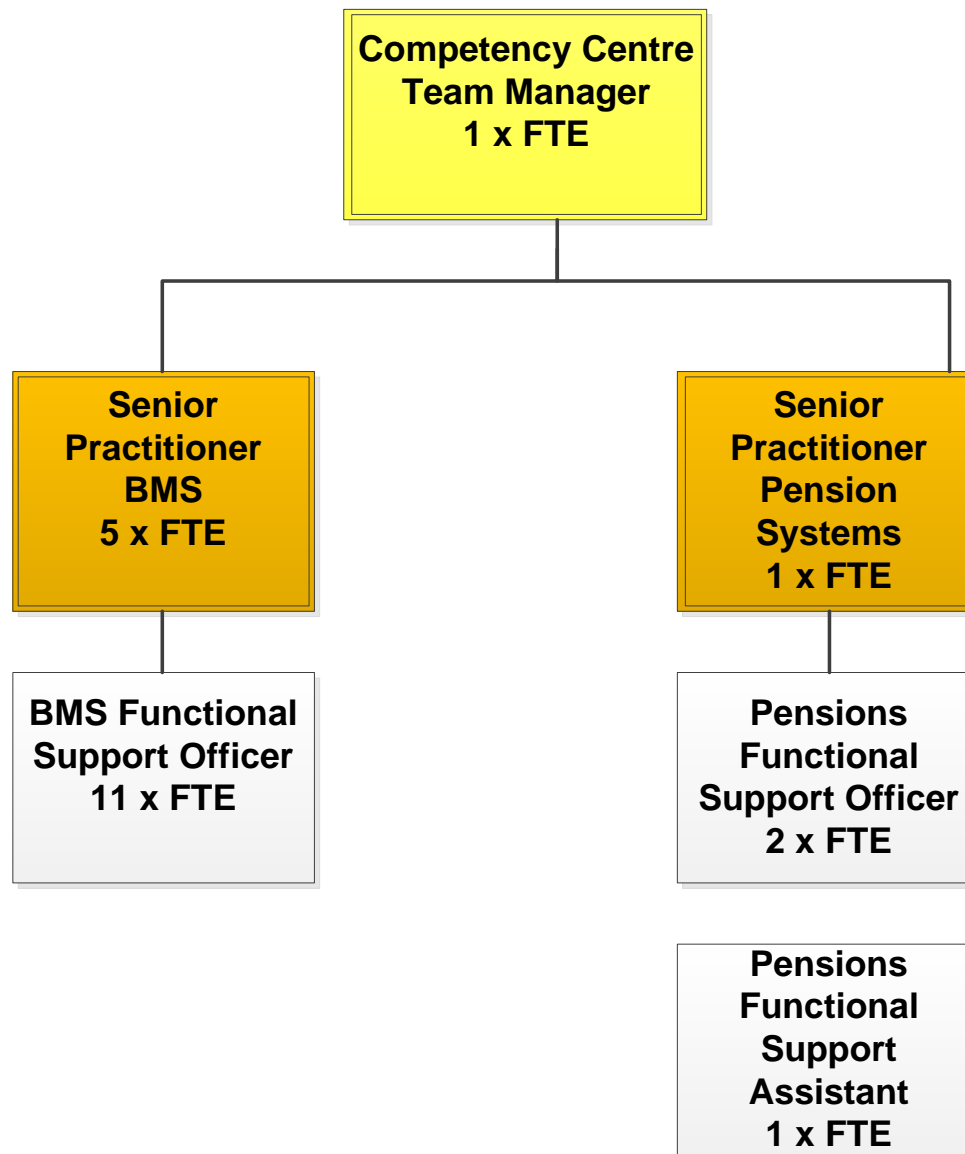 Competency Centre
Team Manager
1 x FTE
Senior
Practitioner
BMS
5 x FTE
Senior
Practitioner
Pension
Systems
1 x FTE
BMS Functional
Support Officer
11 x FTE
Pensions
Functional
Support Officer
2 x FTE
Pensions
Functional
Support
Assistant
1 x FTE